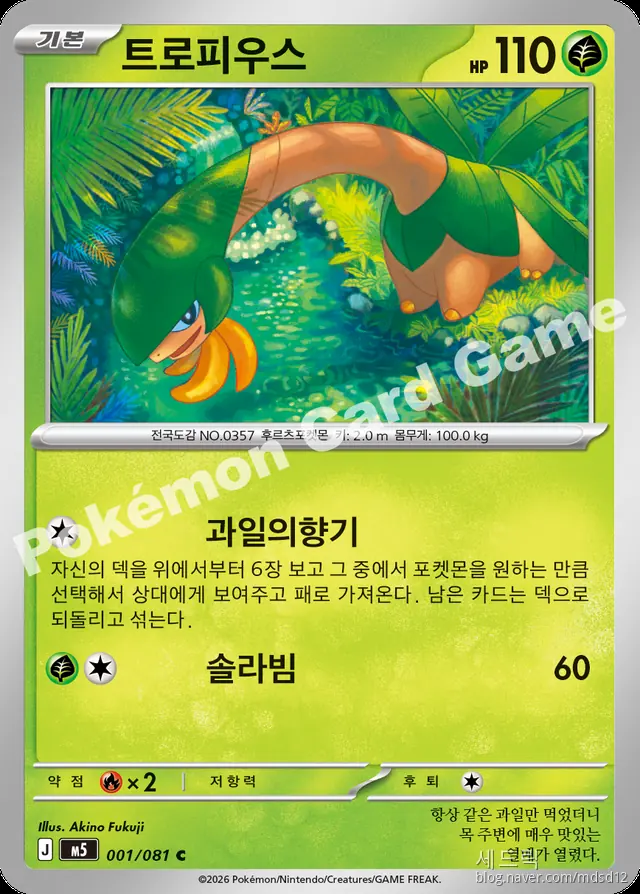 기본 트로피우스 HP 110
전국도감 NO.0357 후르츠포켓몬 키: 2.0 m 몸무게: 100.0 kg
Pokémon Card Game
과일의향기
자신의 덱을 위에서부터 6장 보고 그 중에서 포켓몬을 원하는 만큼
선택해서 상대에게 보여주고 패로 가져온다. 남은 카드는 덱으로
되돌리고 섞는다.
솔라빔 60
약점 ×2 저항력 후퇴
항상 같은 과일만 먹었더니
목 주변에 매우 맛있는
열매가 열렸다.
Illus. Akino Fukuji
J M5 001/081 C
©2026 Pokémon/Nintendo/Creatures/GAME FREAK.
blog.naver.com/mdsd12